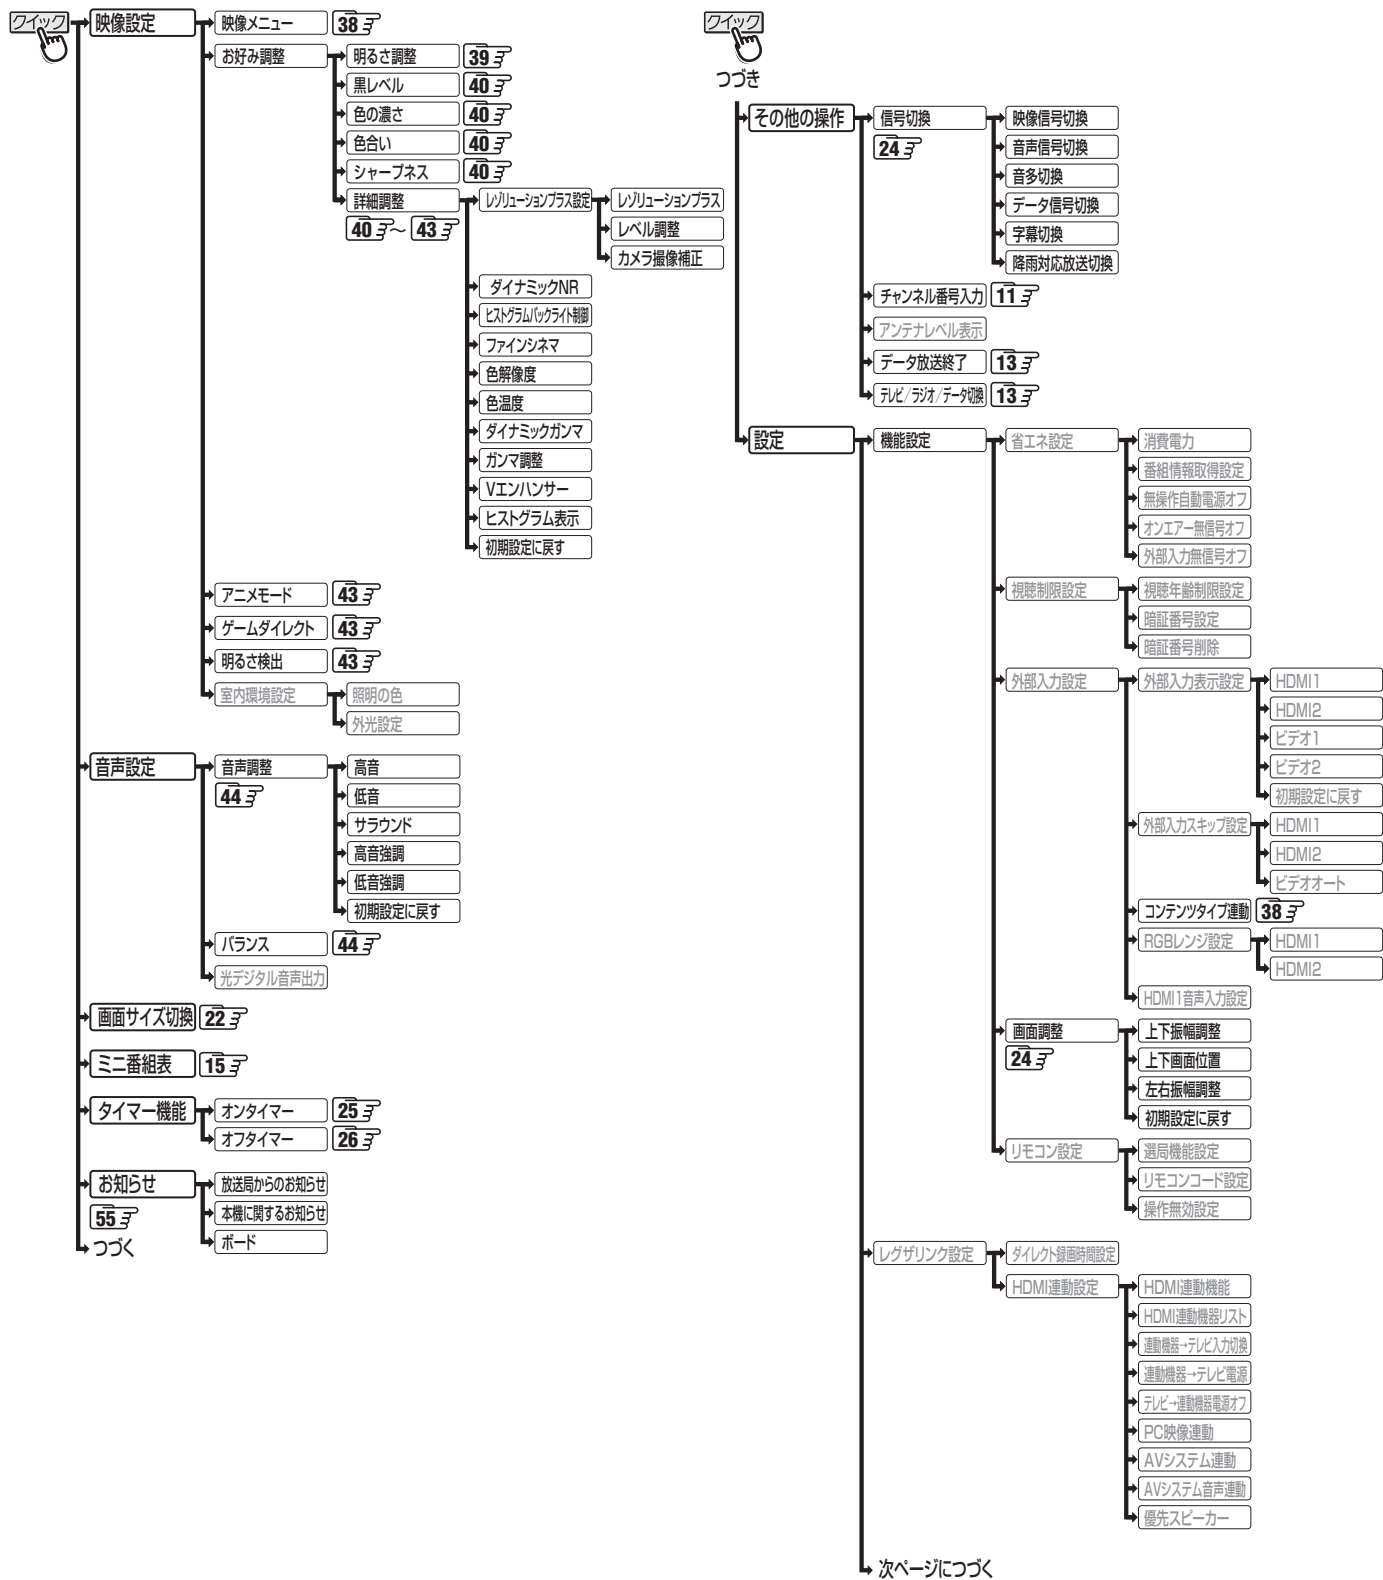 クイック
映像設定
映像メニュー 38
お好み調整
明るさ調整 39
黒レベル 40
色の濃さ 40
色合い 40
シャープネス 40
詳細調整
40 ～ 43
レゾリューションプラス設定
レゾリューションプラス
レベル調整
カメラ撮像補正
ダイナミックNR
ヒストグラムバックライト制御
ファインシネマ
色解像度
色温度
ダイナミックガンマ
ガンマ調整
Vエンハンサー
ヒストグラム表示
初期設定に戻す
アニメモード 43
ゲームダイレクト 43
明るさ検出 43
室内環境設定
照明の色
外光設定
音声設定
音声調整
44
高音
低音
サラウンド
高音強調
低音強調
初期設定に戻す
バランス 44
光デジタル音声出力
画面サイズ切換 22
ミニ番組表 15
タイマー機能
オンタイマー 25
オフタイマー 26
お知らせ
55
放送局からのお知らせ
本機に関するお知らせ
ボード
つづく
クイック
つづき
その他の操作
信号切換
24
映像信号切換
音声信号切換
音多切換
データ信号切換
字幕切換
降雨対応放送切換
チャンネル番号入力 11
アンテナレベル表示
データ放送終了 13
テレビ/ラジオ/データ切換 13
設定
機能設定
省エネ設定
消費電力
番組情報取得設定
無操作自動電源オフ
オンエアー無信号オフ
外部入力無信号オフ
視聴制限設定
視聴年齢制限設定
暗証番号設定
暗証番号削除
外部入力設定
外部入力表示設定
HDMI1
HDMI2
ビデオ1
ビデオ2
初期設定に戻す
外部入力スキップ設定
HDMI1
HDMI2
ビデオオート
コンテンツタイプ連動 38
RGBレンジ設定
HDMI1
HDMI2
HDMI1音声入力設定
画面調整
24
上下振幅調整
上下画面位置
左右振幅調整
初期設定に戻す
リモコン設定
選局機能設定
リモコンコード設定
操作無効設定
レグザリンク設定
ダイレクト録画時間設定
HDMI連動設定
HDMI連動機能
HDMI連動機器リスト
連動機器→テレビ入力切換
連動機器→テレビ電源
テレビ→連動機器電源オフ
PC映像連動
AVシステム連動
AVシステム音声連動
優先スピーカー
次ページにつづく